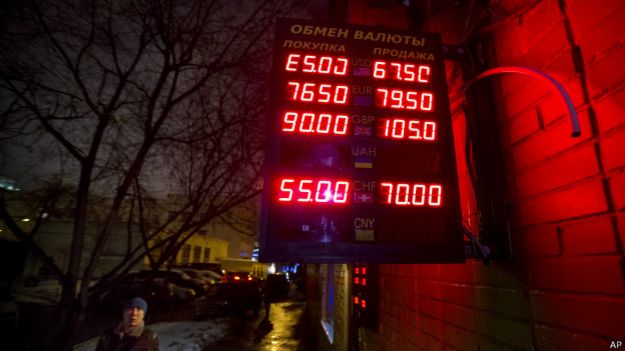 ОБМЕН ВАЛЮТЫ
ПОКУПКА ПРОДАЖА
E5.00 USD 67.50
76.50 EUR 79.50
90.00 GBP 105.0
UAH
55.00 CHF 70.00
CNY
AP